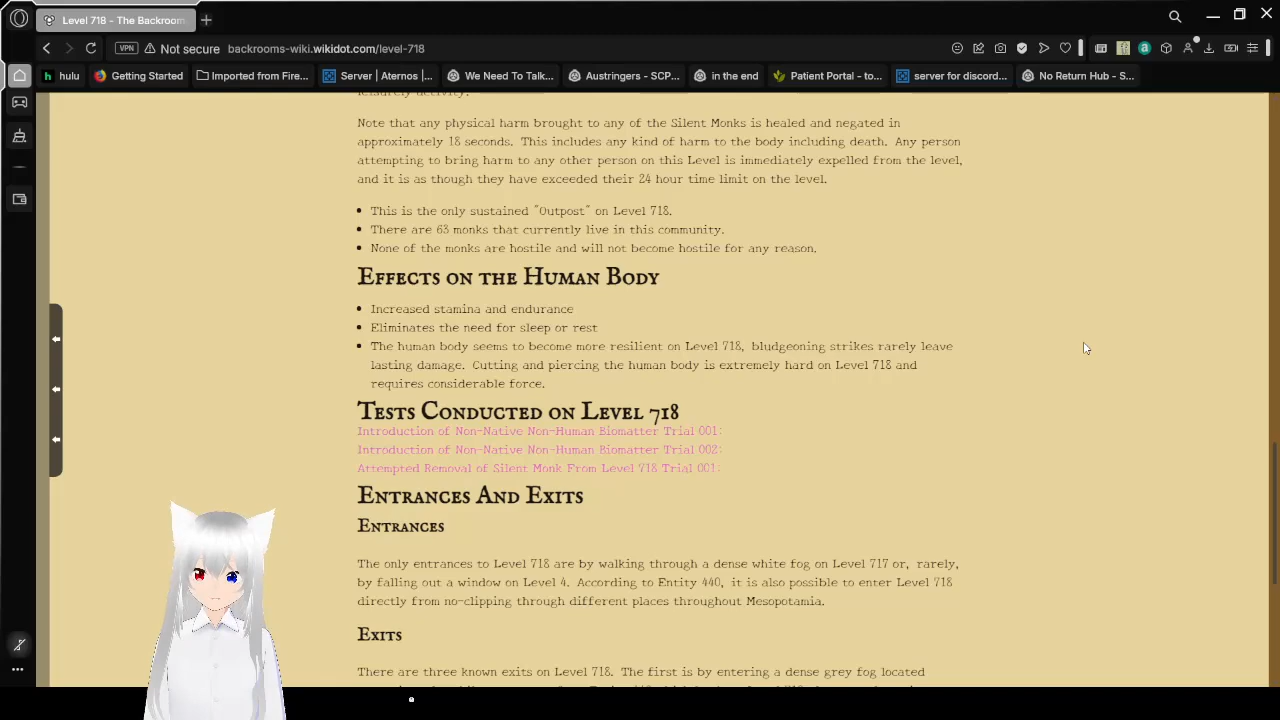 Level 718 - The Backroom
VPN Not secure backrooms-wiki.wikidot.com/level-718
hulu Getting Started Imported from Fire... Server | Aternos |... We Need To Talk... Austringers - SCP... in the end Patient Portal - to... server for discord... No Return Hub - S...
leisurely activity.
Note that any physical harm brought to any of the Silent Monks is healed and negated in
approximately 18 seconds. This includes any kind of harm to the body including death. Any person
attempting to bring harm to any other person on this Level is immediately expelled from the level,
and it is as though they have exceeded their 24 hour time limit on the level.
This is the only sustained "Outpost" on Level 718.
There are 63 monks that currently live in this community.
None of the monks are hostile and will not become hostile for any reason.
Effects on the Human Body
Increased stamina and endurance
Eliminates the need for sleep or rest
The human body seems to become more resilient on Level 718, bludgeoning strikes rarely leave
lasting damage. Cutting and piercing the human body is extremely hard on Level 718 and
requires considerable force.
Tests Conducted on Level 718
Introduction of Non-Native Non-Human Biomatter Trial 001:
Introduction of Non-Native Non-Human Biomatter Trial 002:
Attempted Removal of Silent Monk From Level 718 Trial 001:
Entrances And Exits
Entrances
The only entrances to Level 718 are by walking through a dense white fog on Level 717 or, rarely,
by falling out a window on Level 4. According to Entity 440, it is also possible to enter Level 718
directly from no-clipping through different places throughout Mesopotamia.
Exits
There are three known exits on Level 718. The first is by entering a dense grey fog located